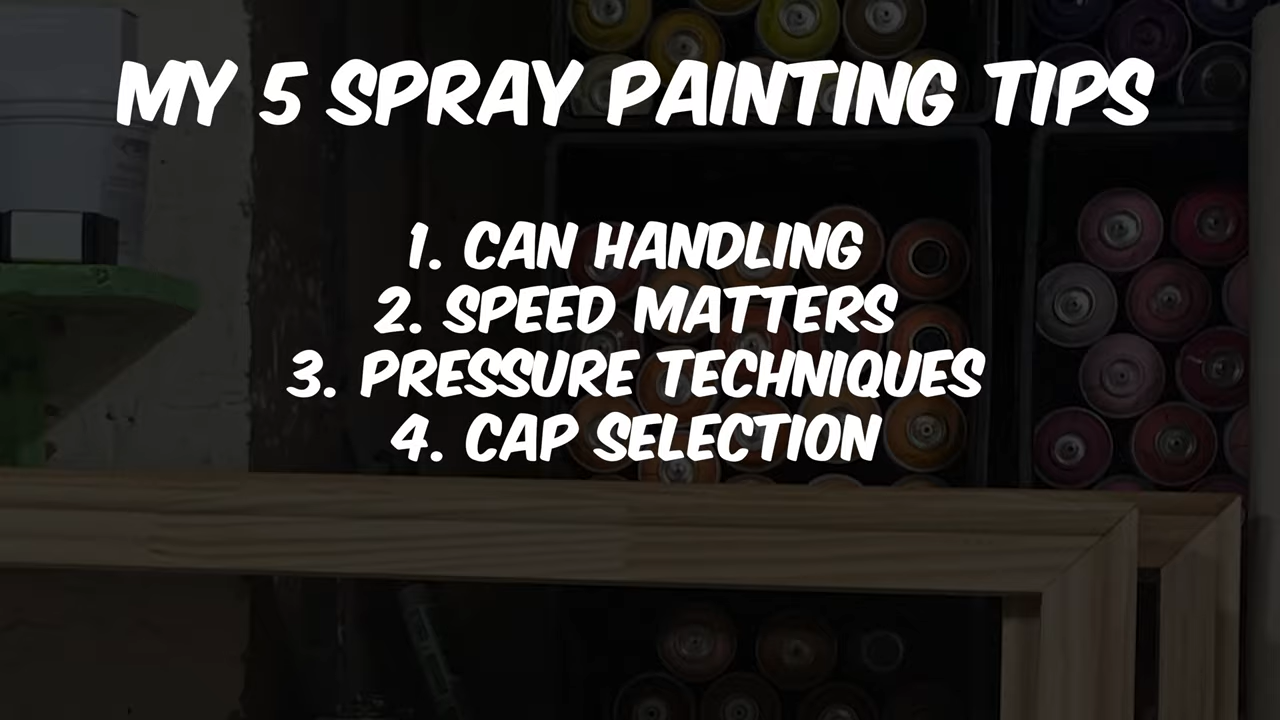 MY 5 SPRAY PAINTING TIPS
1. CAN HANDLING
2. SPEED MATTERS
3. PRESSURE TECHNIQUES
4. CAP SELECTION